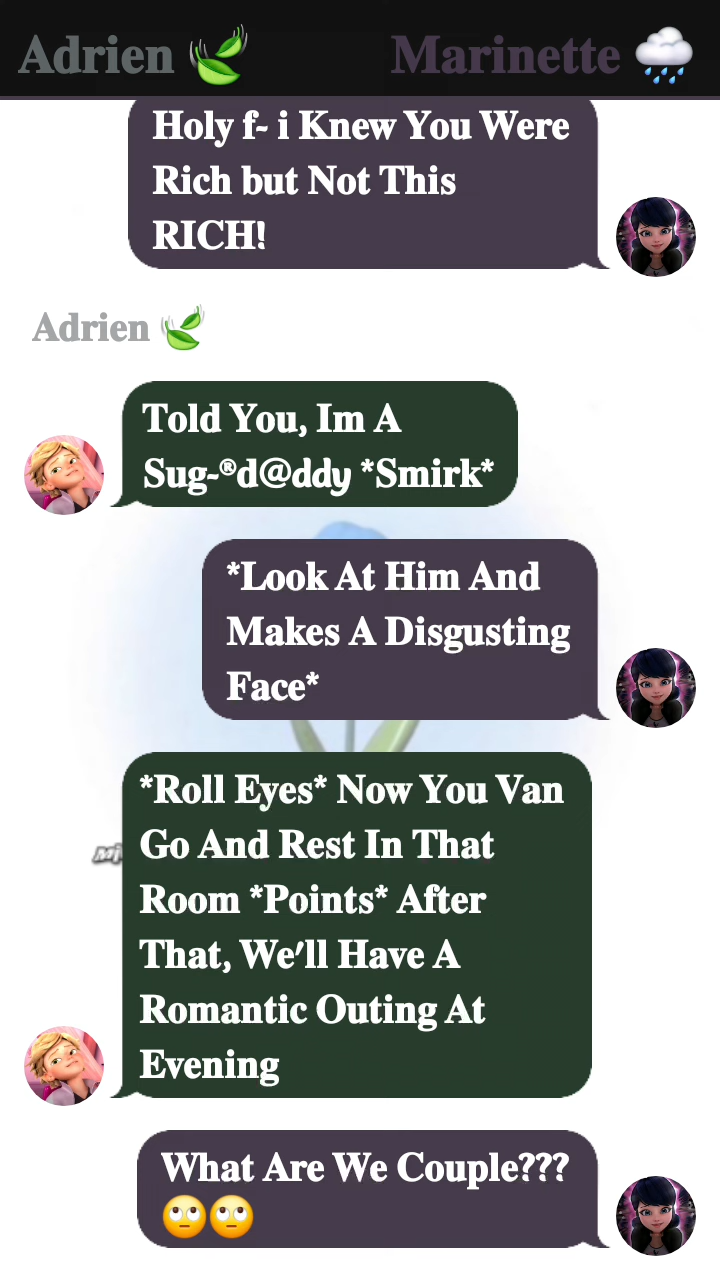 Adrien 🍃 Marinette 🌧️
Holy f- i Knew You Were
Rich but Not This
RICH!
Adrien 🍃
Told You, Im A
Sug-®d@ddy *Smirk*
*Look At Him And
Makes A Disgusting
Face*
*Roll Eyes* Now You Van
Go And Rest In That
Room *Points* After
That, We'll Have A
Romantic Outing At
Evening
What Are We Couple???
🙄🙄